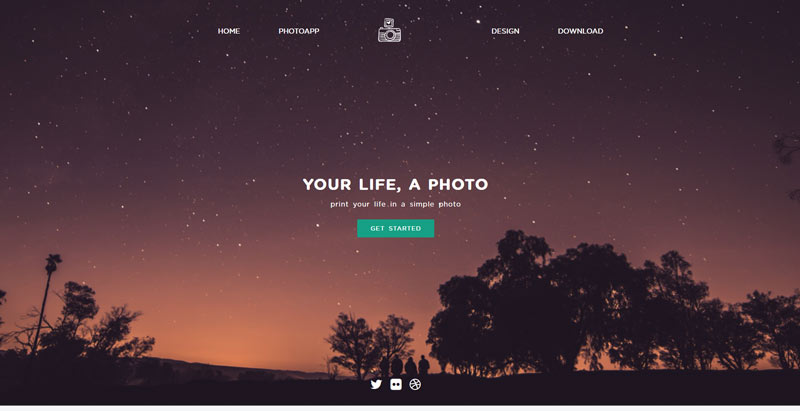 HOME PHOTOAPP DESIGN DOWNLOAD
YOUR LIFE, A PHOTO
print your life in a simple photo
GET STARTED